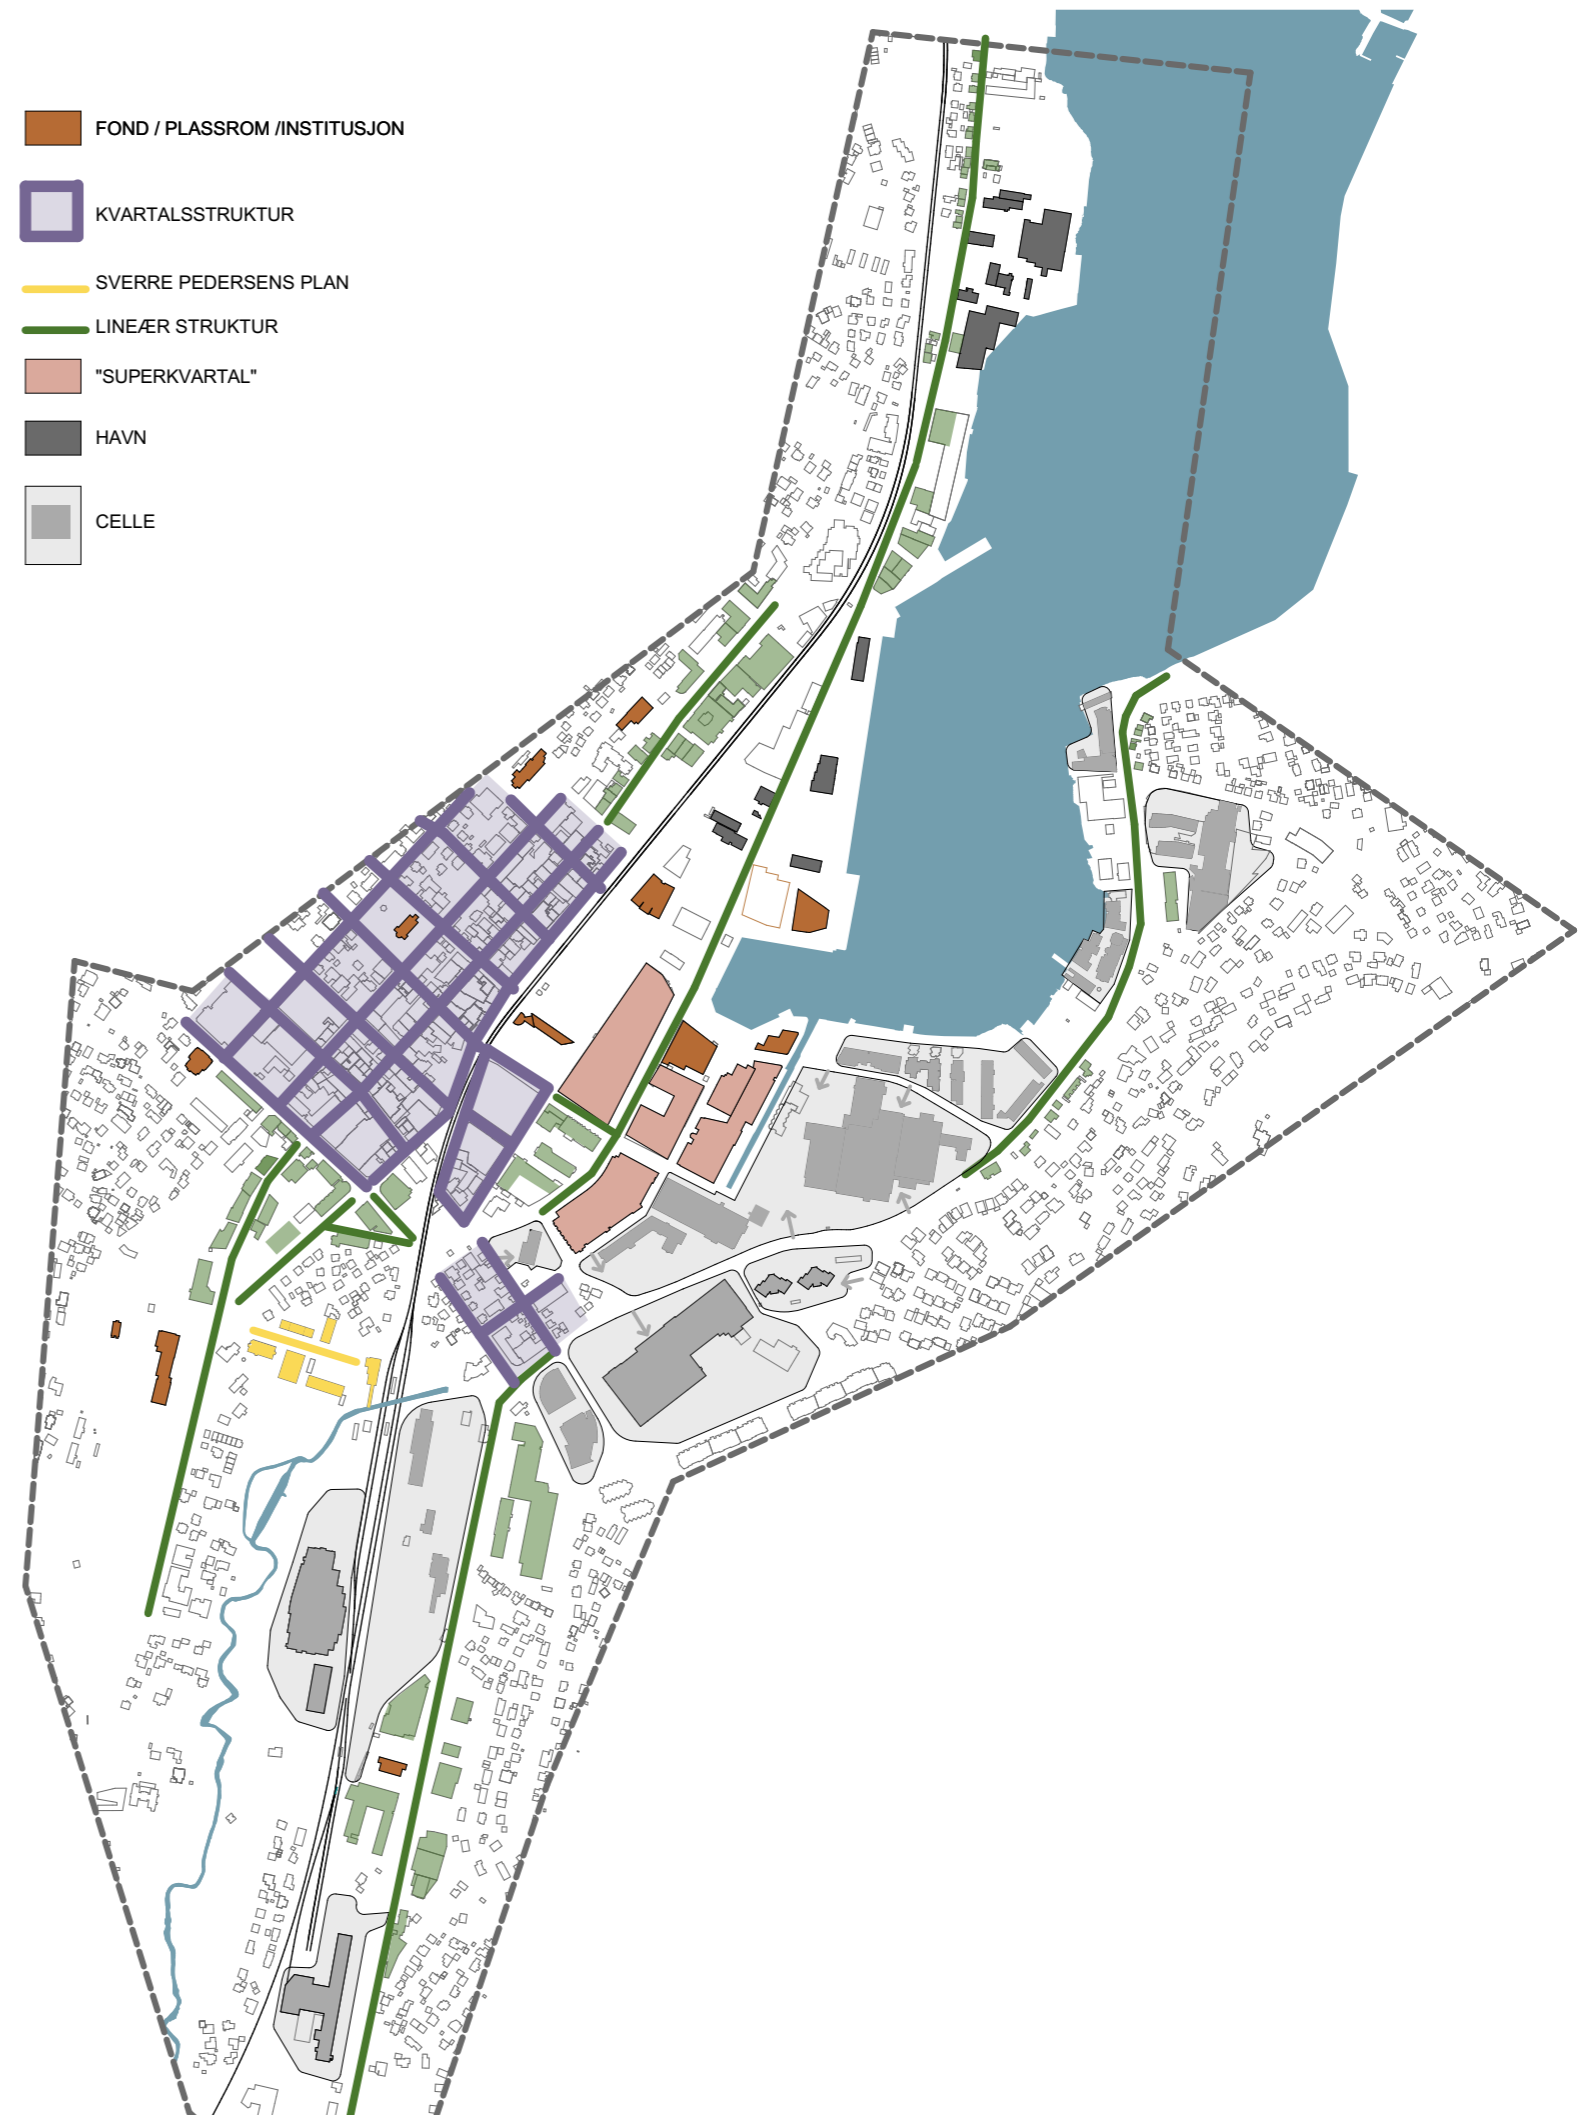 FOND / PLASSROM /INSTITUSJON
KVARTALSSTRUKTUR
SVERRE PEDERSENS PLAN
LINEÆR STRUKTUR
"SUPERKVARTAL"
HAVN
CELLE